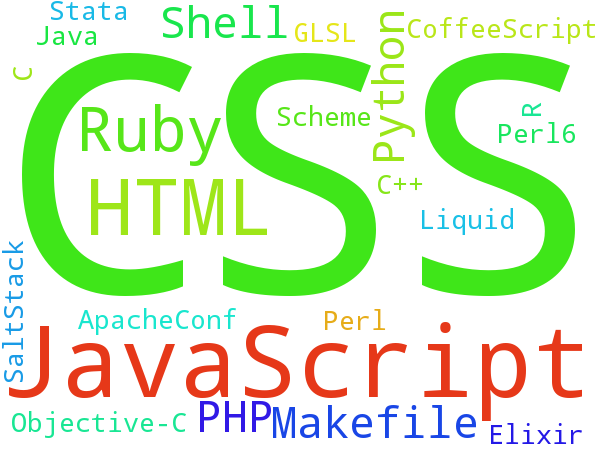 Stata
Shell
Java
GLSL
CoffeeScript
C
CSS
Python
Ruby
Scheme
R
Perl6
HTML
C++
Liquid
SaltStack
ApacheConf
Perl
JavaScript
Objective-C
PHP
Makefile
Elixir